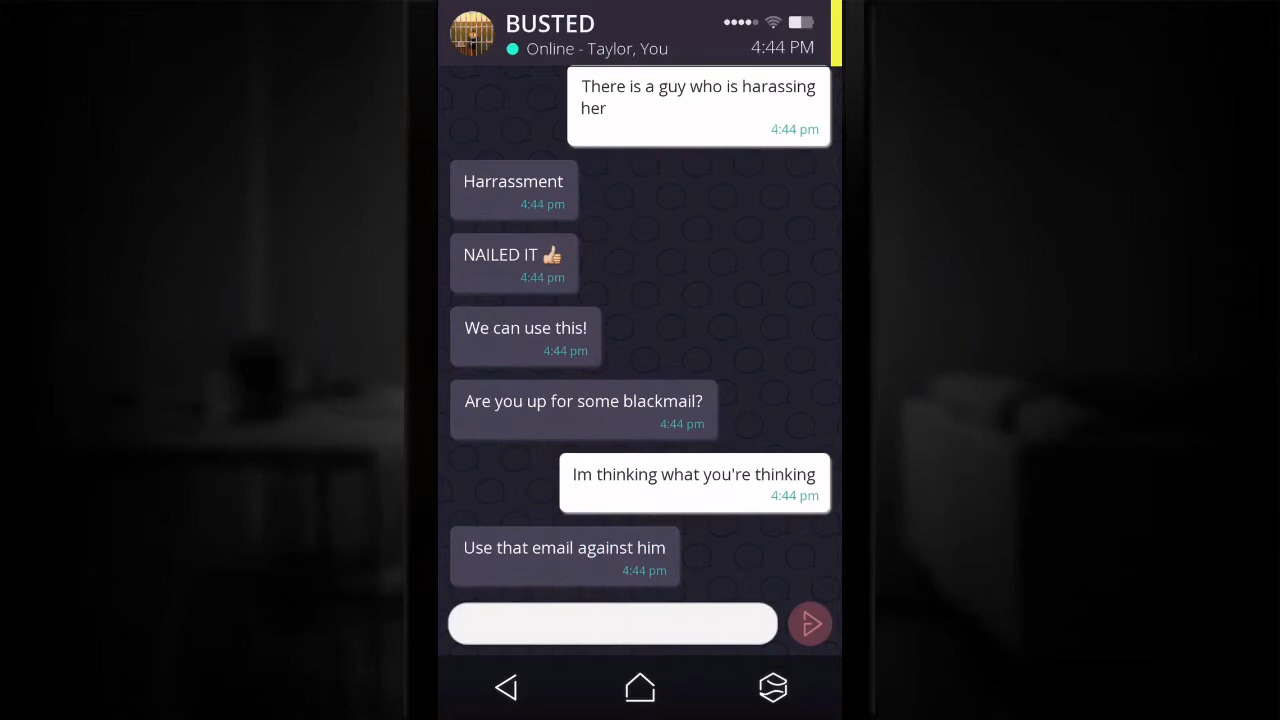 BUSTED
Online - Taylor, You
4:44 PM
There is a guy who is harassing
her
4:44 pm
Harrassment
4:44 pm
NAILED IT 👍🏼
4:44 pm
We can use this!
4:44 pm
Are you up for some blackmail?
4:44 pm
Im thinking what you're thinking
4:44 pm
Use that email against him
4:44 pm